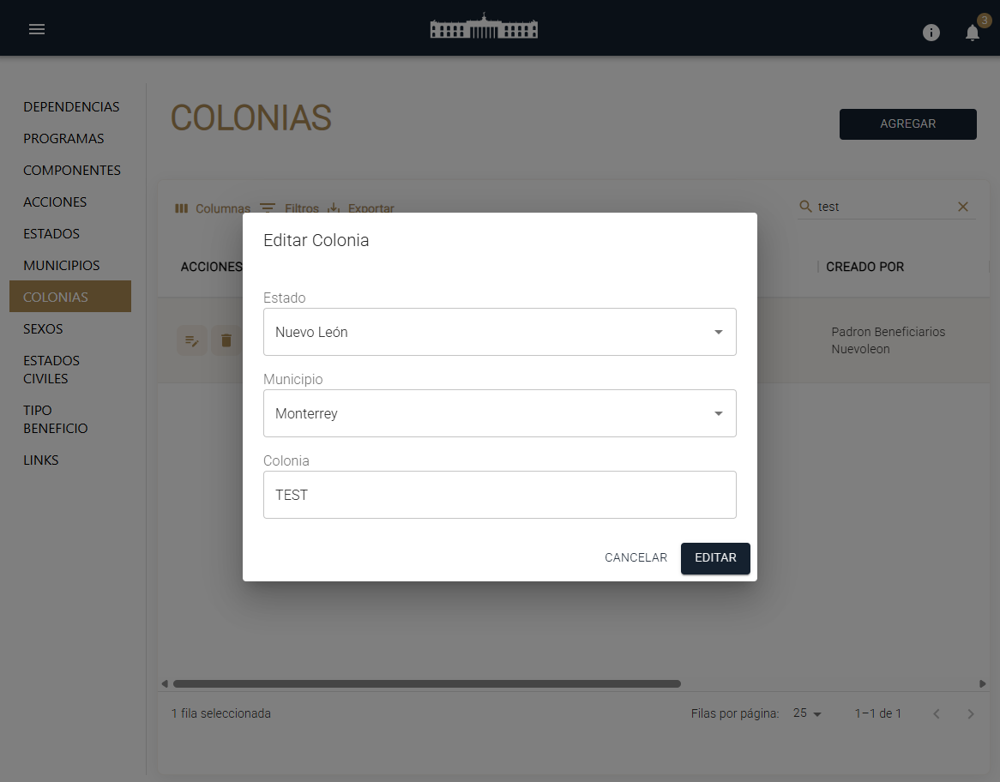 3
DEPENDENCIAS
PROGRAMAS
COMPONENTES
ACCIONES
ESTADOS
MUNICIPIOS
COLONIAS
SEXOS
ESTADOS
CIVILES
TIPO
BENEFICIO
LINKS
COLONIAS
AGREGAR
Columnas Filtros Exportar
test
ACCIONES
CREADO POR
Padron Beneficiarios
Nuevoleon
Editar Colonia
Estado
Nuevo León
Municipio
Monterrey
Colonia
TEST
CANCELAR EDITAR
1 fila seleccionada
Filas por página: 25 1–1 de 1